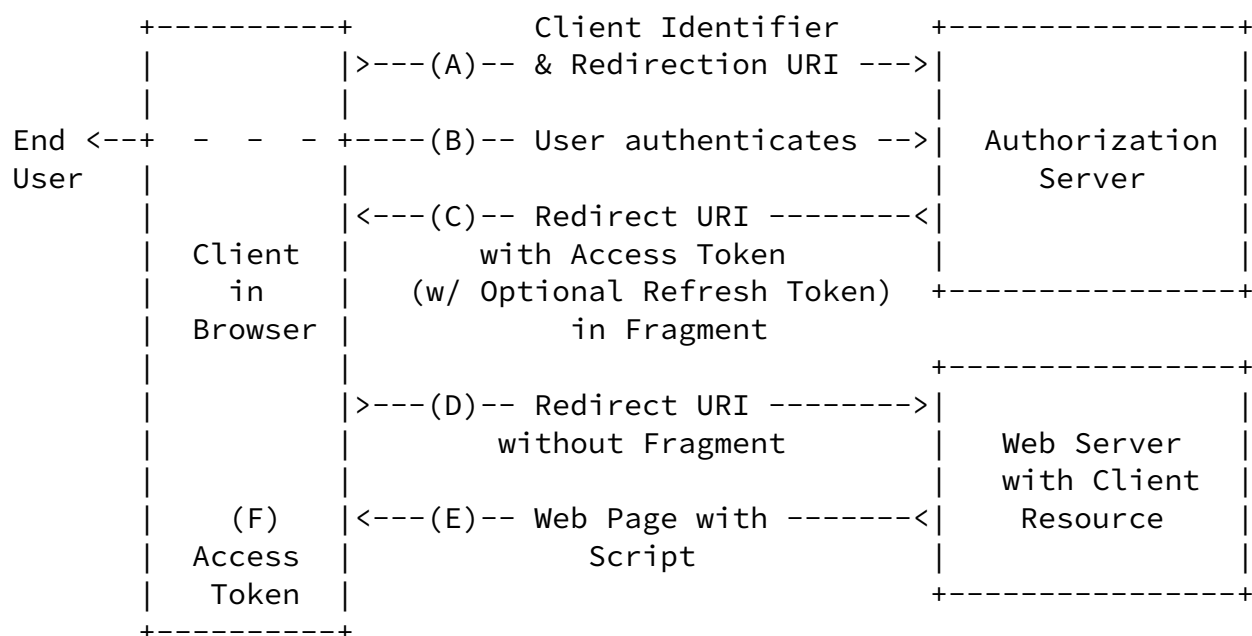 Client Identifier
>---(A)-- & Redirection URI --->
End <--+ - - - +----(B)-- User authenticates -->| Authorization
User Server
<---(C)-- Redirect URI --------<
Client with Access Token
in (w/ Optional Refresh Token)
Browser in Fragment
>---(D)-- Redirect URI -------->
without Fragment Web Server
with Client
(F) <---(E)-- Web Page with -------< Resource
Access Script
Token